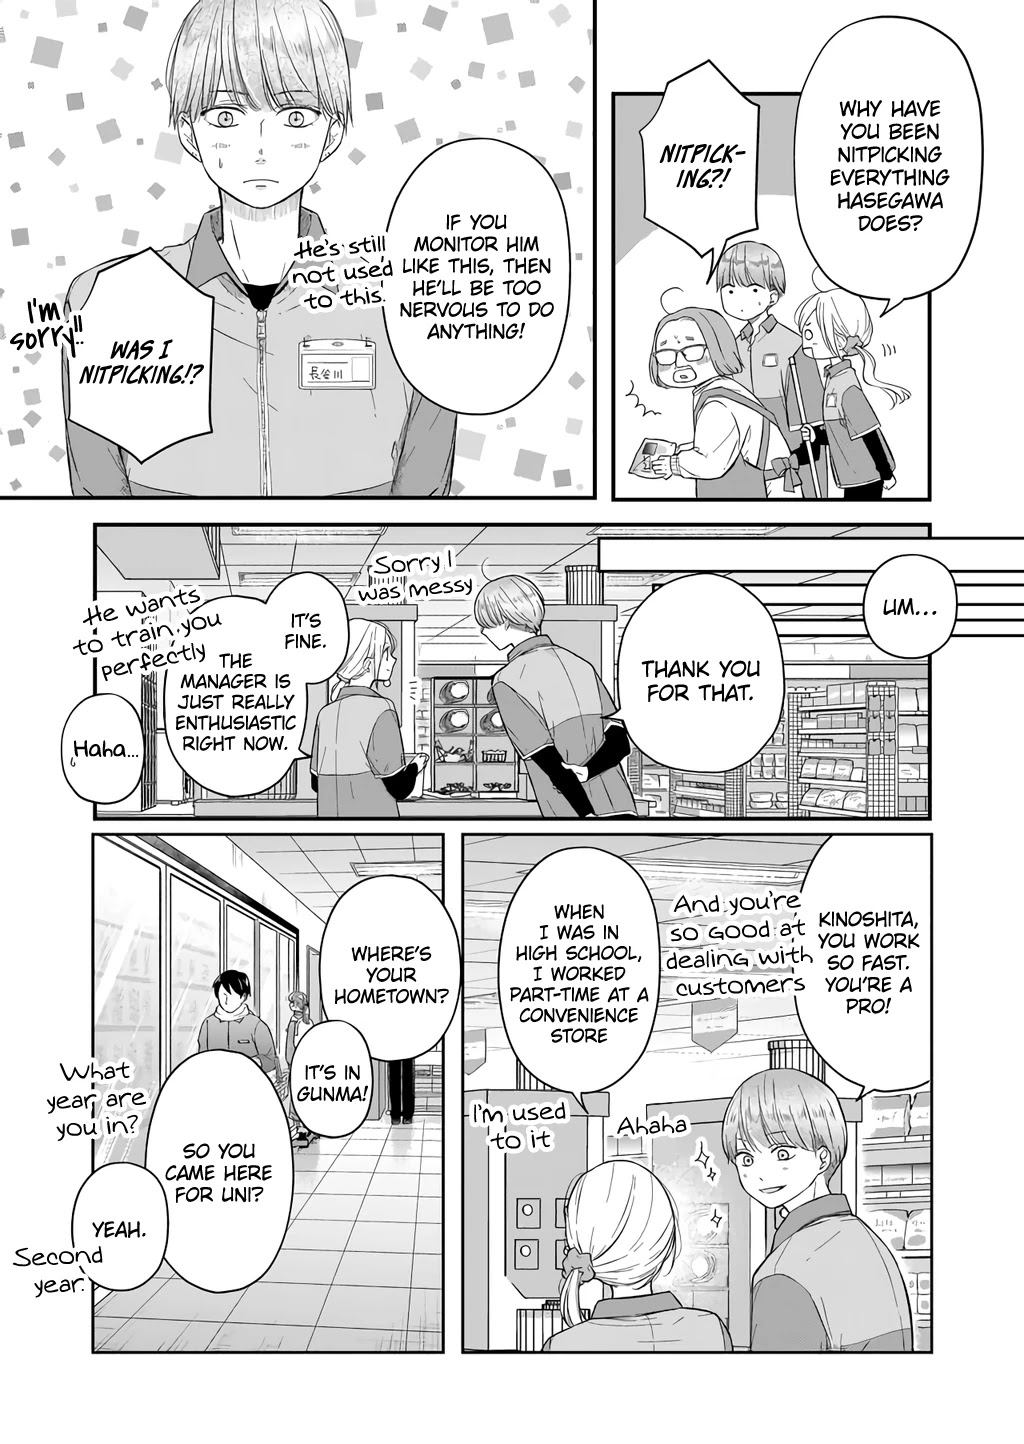 WHY HAVE
YOU BEEN
NITPICKING
EVERYTHING
HASEGAWA
DOES?
NITPICK-
ING?!
IF YOU
MONITOR HIM
LIKE THIS, THEN
HE'LL BE TOO
NERVOUS TO DO
ANYTHING!
He's still
not used
to this.
長谷川
WAS I
NITPICKING!?
I'm
sorry!!
UM...
THANK YOU
FOR THAT.
Sorry I
was messy
IT'S
FINE.
THE
MANAGER IS
JUST REALLY
ENTHUSIASTIC
RIGHT NOW.
He wants
to train you
perfectly
Haha...
KINOSHITA,
YOU WORK
SO FAST.
YOU'RE A
PRO!
And you're
so good at
dealing with
customers
WHEN
I WAS IN
HIGH SCHOOL,
I WORKED
PART-TIME AT A
CONVENIENCE
STORE
I'm used
to it
Ahaha
WHERE'S
YOUR
HOMETOWN?
IT'S IN
GUNMA!
SO YOU
CAME HERE
FOR UNI?
What
year are
you in?
YEAH.
Second
year.